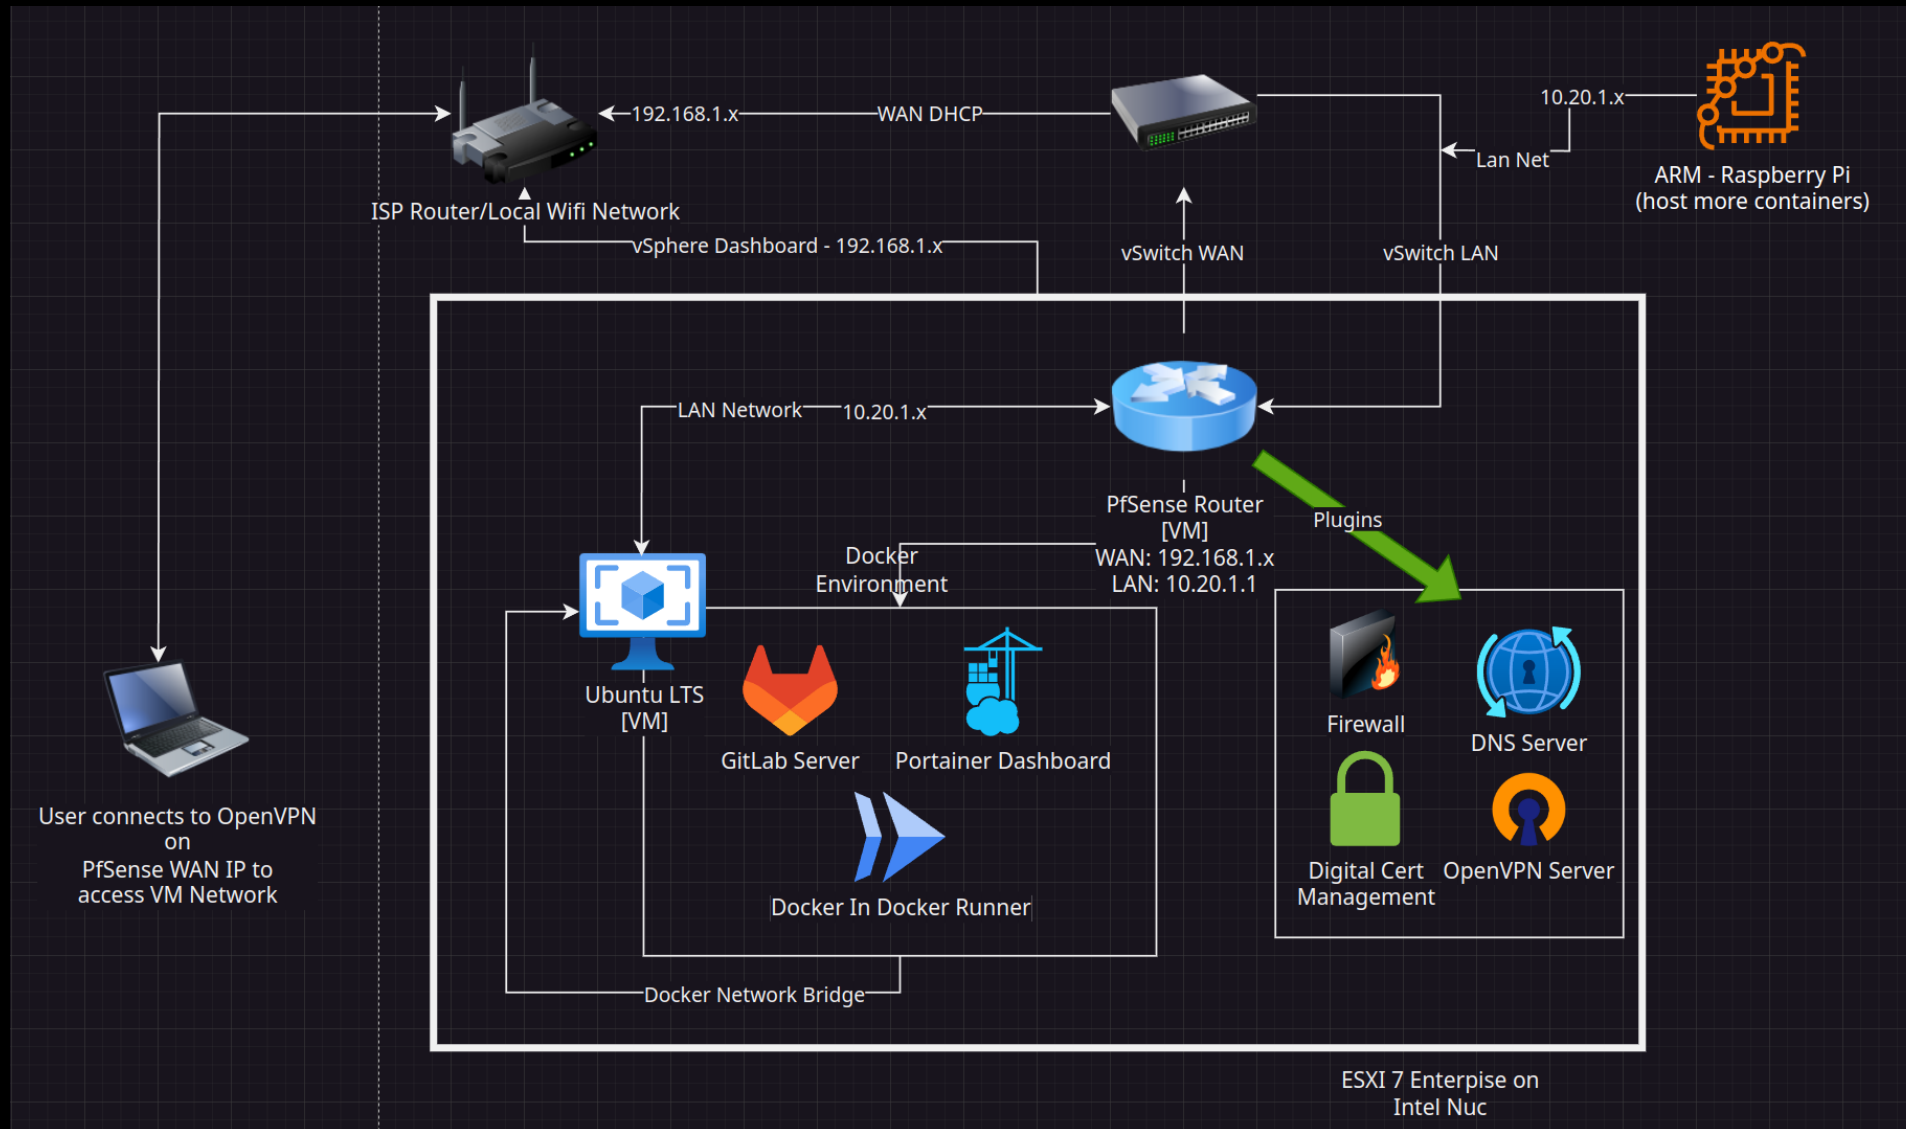 192.168.1.x
WAN DHCP
10.20.1.x
Lan Net
ARM - Raspberry Pi
(host more containers)
ISP Router/Local Wifi Network
vSphere Dashboard - 192.168.1.x
vSwitch WAN
vSwitch LAN
LAN Network
10.20.1.x
PfSense Router
[VM]
WAN: 192.168.1.x
LAN: 10.20.1.1
Plugins
Docker
Environment
Ubuntu LTS
[VM]
GitLab Server
Portainer Dashboard
Docker In Docker Runner
Docker Network Bridge
Firewall
DNS Server
Digital Cert
Management
OpenVPN Server
User connects to OpenVPN
on
PfSense WAN IP to
access VM Network
ESXI 7 Enterpise on
Intel Nuc